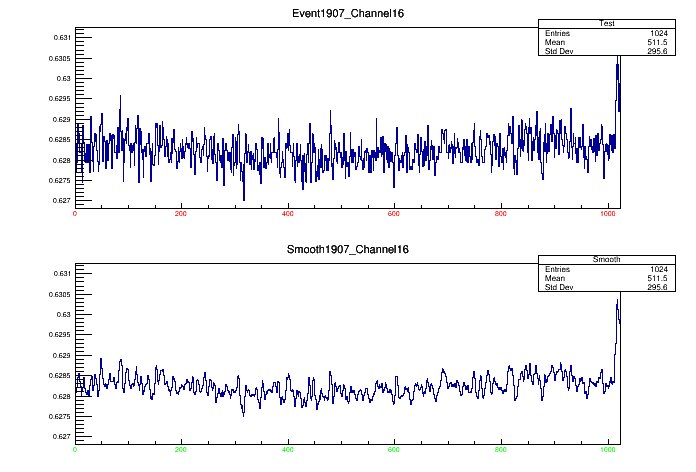 Event1907_Channel16
Test
Entries 1024
Mean 511.5
Std Dev 295.6
0.631
0.6305
0.63
0.6295
0.629
0.6285
0.628
0.6275
0.627
0 200 400 600 800 1000
Smooth1907_Channel16
Smooth
Entries 1024
Mean 511.5
Std Dev 295.6
0.631
0.6305
0.63
0.6295
0.629
0.6285
0.628
0.6275
0.627
0 200 400 600 800 1000